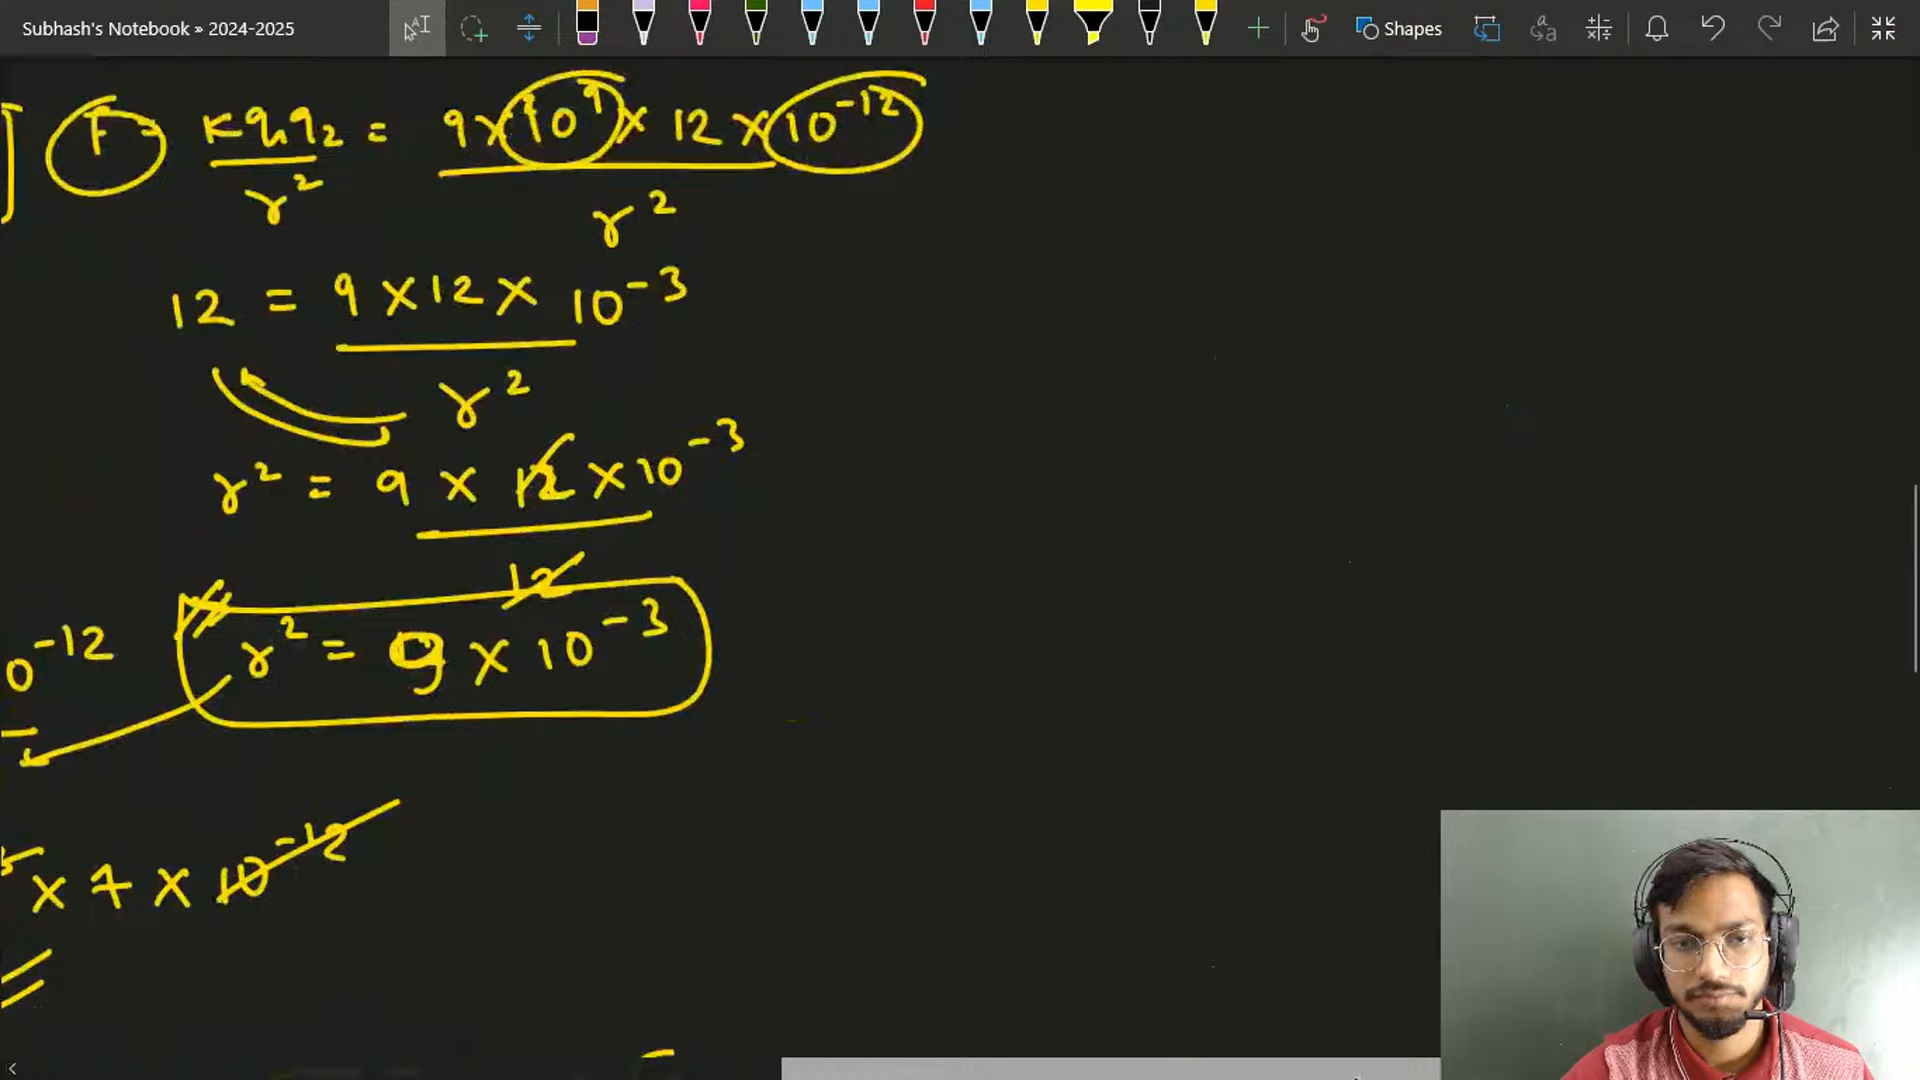 Subhash's Notebook » 2024-2025
Shapes
F = Kq₁q₂/r² = 9×10⁹ × 12 × 10⁻¹²/r²
12 = 9×12× 10⁻³/r²
r² = 9 × 12 × 10⁻³/12
r² = 9 × 10⁻³
0⁻¹²
× 7 × 10⁻¹²